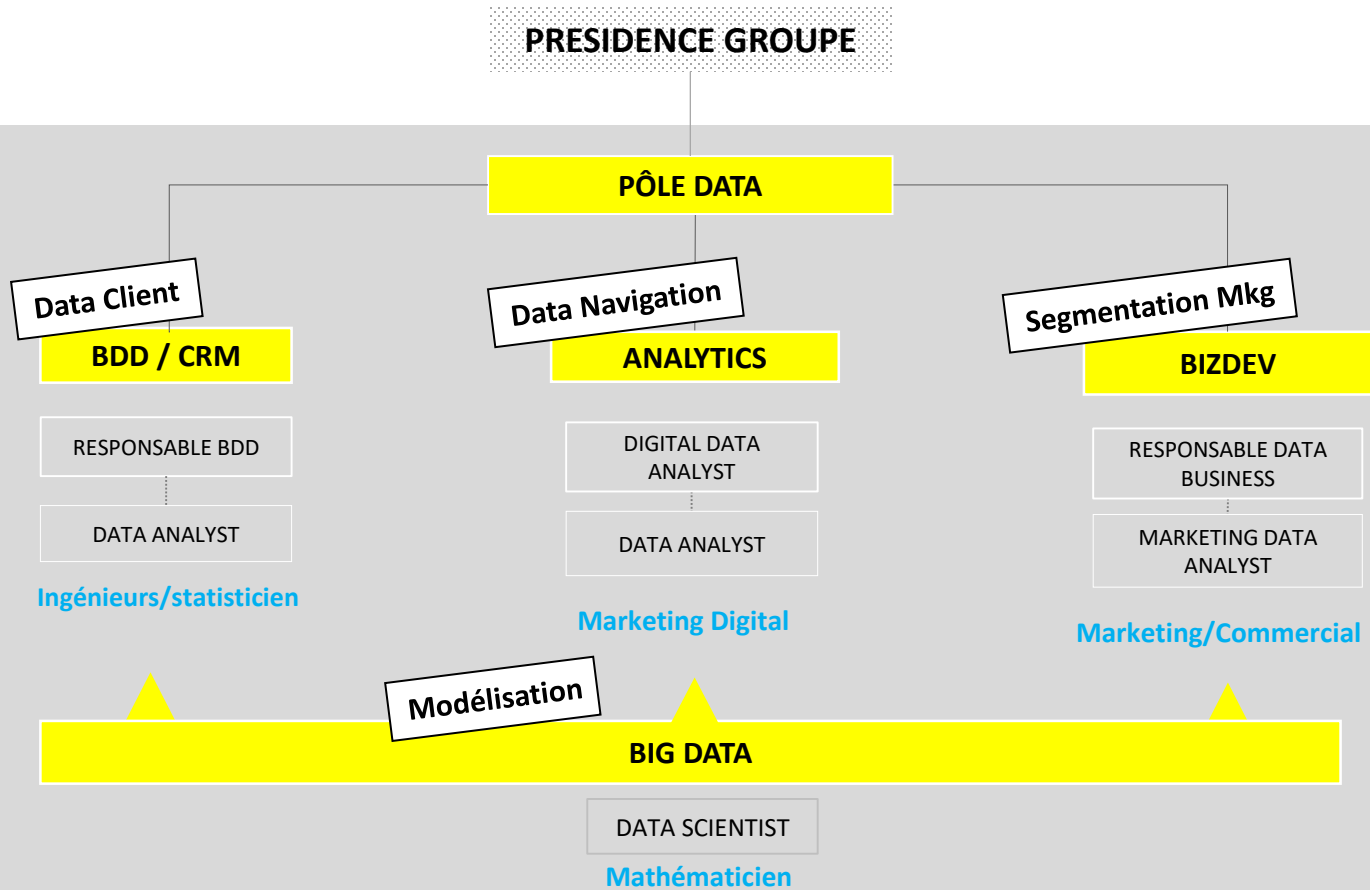 PRESIDENCE GROUPE
PÔLE DATA
Data Client
BDD / CRM
RESPONSABLE BDD
DATA ANALYST
Ingénieurs/statisticien
Data Navigation
ANALYTICS
DIGITAL DATA
ANALYST
DATA ANALYST
Marketing Digital
Segmentation Mkg
BIZDEV
RESPONSABLE DATA
BUSINESS
MARKETING DATA
ANALYST
Marketing/Commercial
Modélisation
BIG DATA
DATA SCIENTIST
Mathématicien